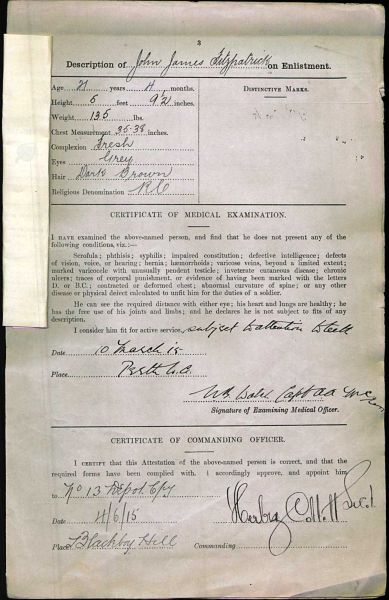 3
Description of John James Fitzpatrick on Enlistment.
Age 21 years 4 months.
Height 5 feet 9½ inches.
Weight 135 lbs.
Chest Measurement 35-38 inches.
Complexion Fresh
Eyes Grey
Hair Dark Brown
Religious Denomination R.C
Distinctive Marks.
CERTIFICATE OF MEDICAL EXAMINATION.
I have examined the above-named person, and find that he does not present any of the
following conditions, viz.:—
Scrofula; phthisis; syphilis; impaired constitution; defective intelligence; defects
of vision, voice, or hearing; hernia; hæmorrhoids; varicose veins, beyond a limited extent;
marked varicocele with unusually pendent testicle; inveterate cutaneous disease; chronic
ulcers; traces of corporal punishment, or evidence of having been marked with the letters
D. or B.C.; contracted or deformed chest; abnormal curvature of spine; or any other
disease or physical defect calculated to unfit him for the duties of a soldier.
He can see the required distance with either eye; his heart and lungs are healthy; he
has the free use of his joints and limbs; and he declares he is not subject to fits of any
description.
I consider him fit for active service, subject to attention to teeth
Date 10 March 15
Place Perth W.A.
Capt AAMC
Signature of Examining Medical Officer.
CERTIFICATE OF COMMANDING OFFICER.
I certify that this Attestation of the above-named person is correct, and that the
required forms have been complied with. I accordingly approve, and appoint him
to No 13 Depot Cpy
Date 4/6/15
Herbig Collett
Place Blackboy Hill Commanding